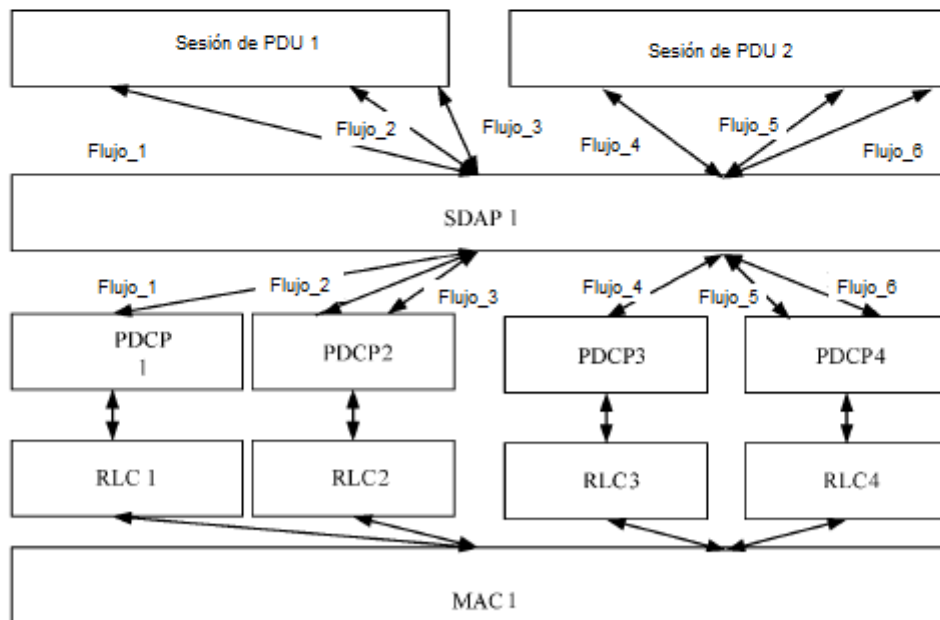 Sesión de PDU 1
Sesión de PDU 2
Flujo_1
Flujo_2
Flujo_3
Flujo_4
Flujo_5
Flujo_6
SDAP 1
Flujo_1
Flujo_2
Flujo_3
Flujo_4
Flujo_5
Flujo_6
PDCP
1
PDCP2
PDCP3
PDCP4
RLC 1
RLC2
RLC3
RLC4
MAC 1